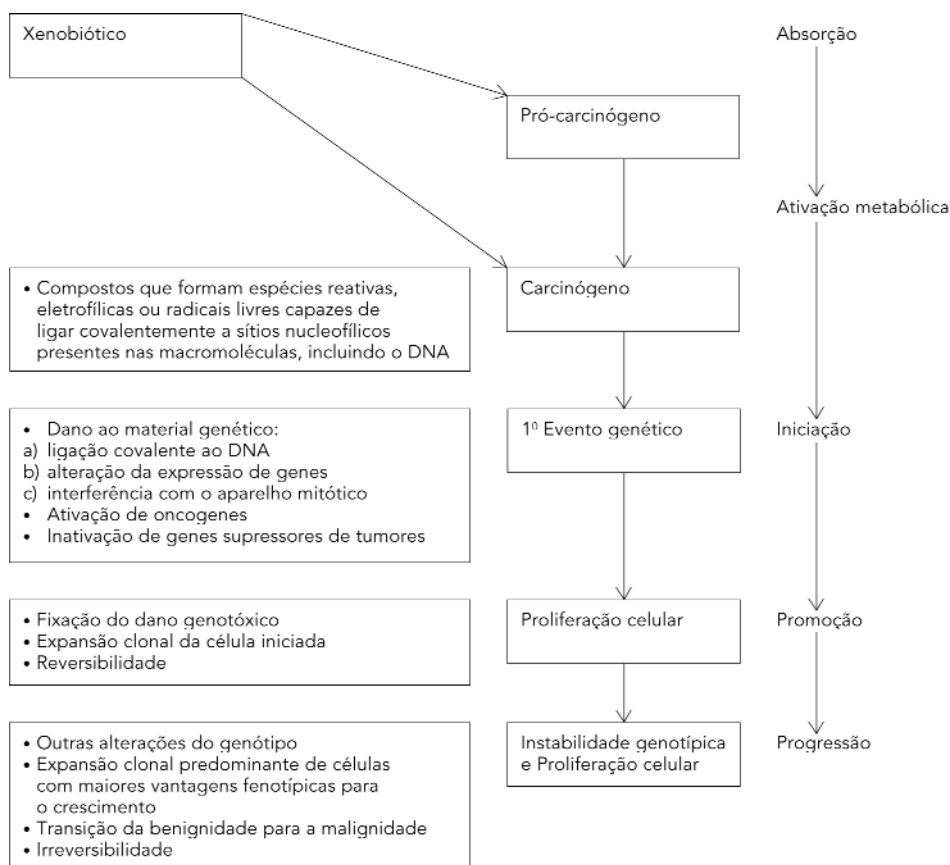 Xenobiótico
Absorção
Pró-carcinógeno
Ativação metabólica
• Compostos que formam espécies reativas,
eletrofílicas ou radicais livres capazes de
ligar covalentemente a sítios nucleofílicos
presentes nas macromoléculas, incluindo o DNA
Carcinógeno
• Dano ao material genético:
a) ligação covalente ao DNA
b) alteração da expressão de genes
c) interferência com o aparelho mitótico
• Ativação de oncogenes
• Inativação de genes supressores de tumores
1º Evento genético
Iniciação
• Fixação do dano genotóxico
• Expansão clonal da célula iniciada
• Reversibilidade
Proliferação celular
Promoção
• Outras alterações do genótipo
• Expansão clonal predominante de células
com maiores vantagens fenotípicas para
o crescimento
• Transição da benignidade para a malignidade
• Irreversibilidade
Instabilidade genotípica
e Proliferação celular
Progressão